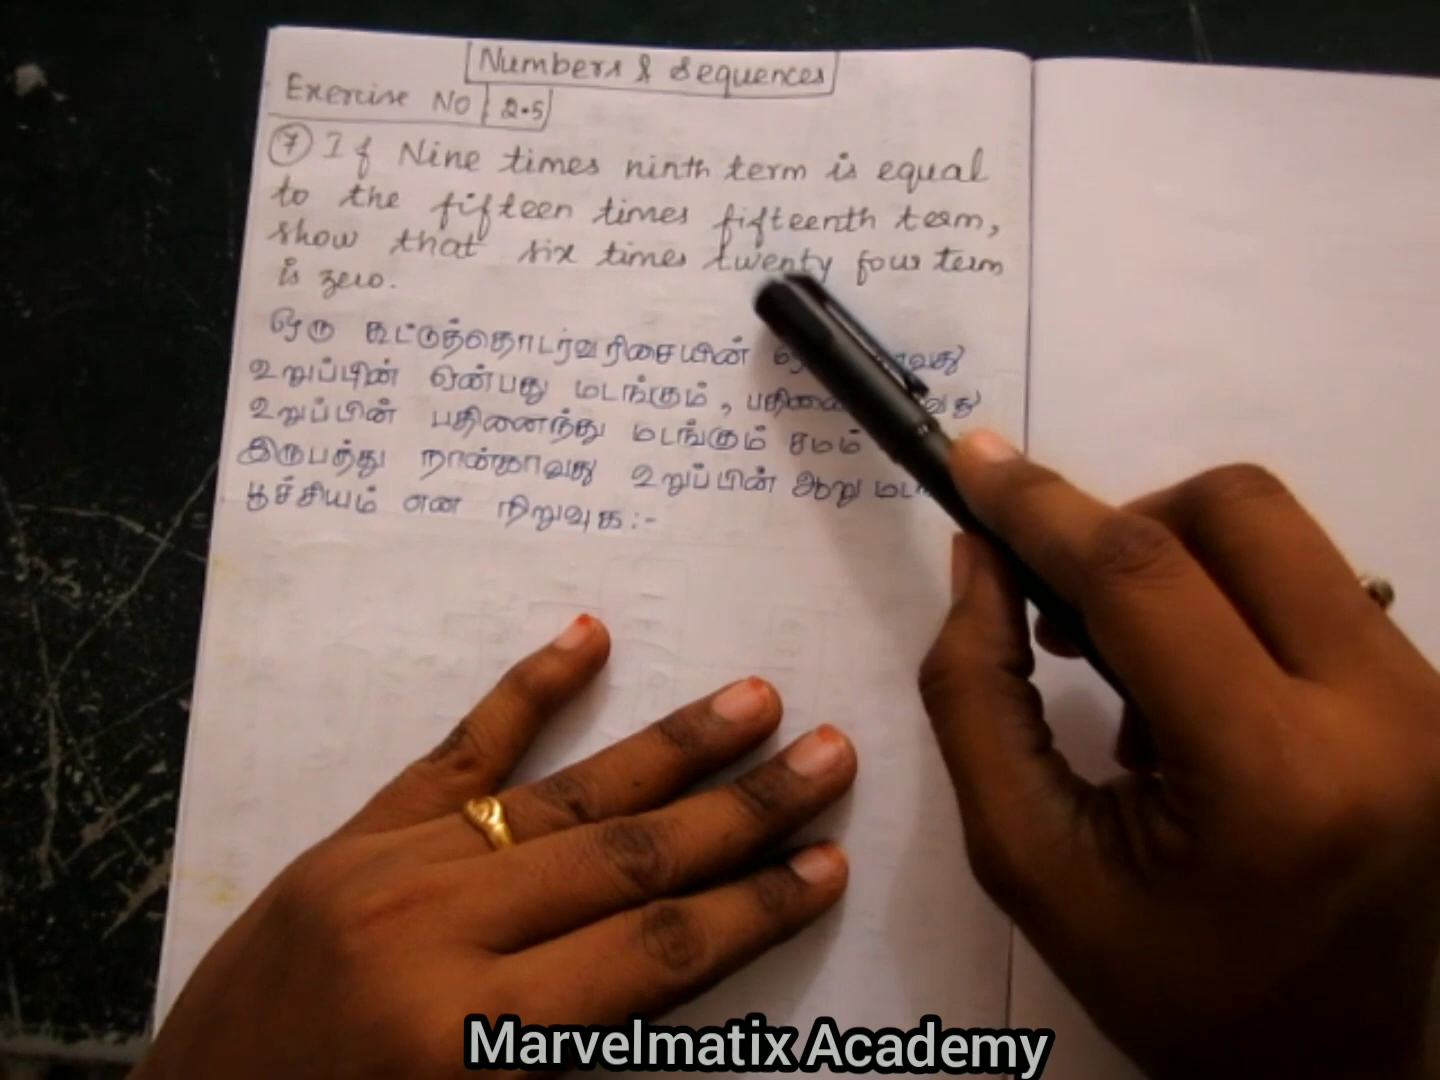 Numbers & Sequences
Exercise No 2.5
7 If Nine times ninth term is equal
to the fifteen times fifteenth term,
show that six times twenty four term
is zero.
ஒரு கூட்டுத்தொடர்வரிசையின்
உறுப்பின் ஒன்பது மடங்கும்,
உறுப்பின் பதினைந்து மடங்கும் சமம்
இருபத்து நான்காவது உறுப்பின் ஆறு
பூச்சியம் என நிறுவுக:-
Marvelmatix Academy